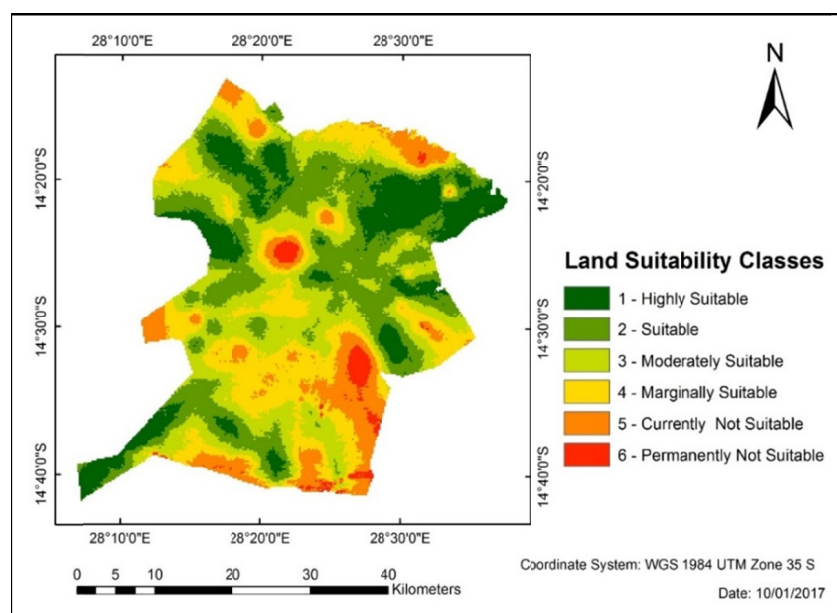 28°10'0"E 28°20'0"E 28°30'0"E
N
14°20'0"S 14°20'0"S
14°30'0"S 14°30'0"S
14°40'0"S 14°40'0"S
Land Suitability Classes
1 - Highly Suitable
2 - Suitable
3 - Moderately Suitable
4 - Marginally Suitable
5 - Currently Not Suitable
6 - Permanently Not Suitable
28°10'0"E 28°20'0"E 28°30'0"E
0 5 10 20 30 40
Kilometers
Coordinate System: WGS 1984 UTM Zone 35 S
Date: 10/01/2017